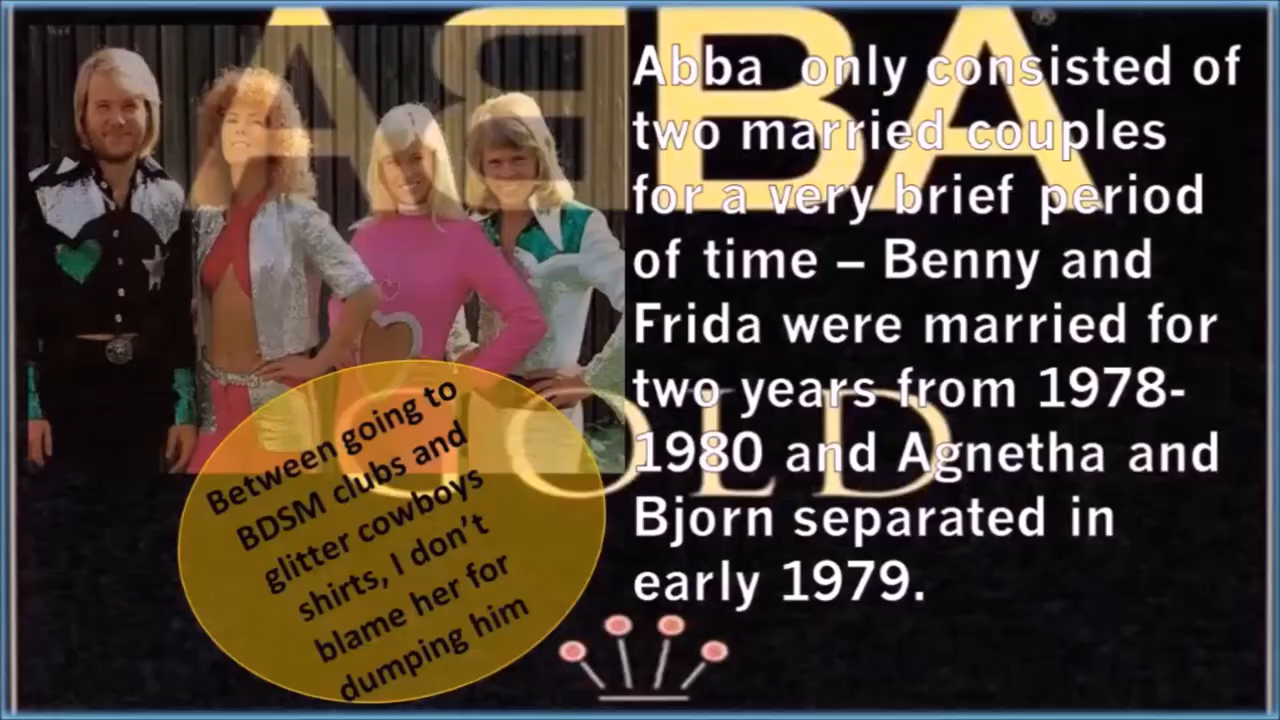 ABBA
®
Abba only consisted of
two married couples
for a very brief period
of time – Benny and
Frida were married for
two years from 1978-
1980 and Agnetha and
Bjorn separated in
early 1979.
GOLD
Between going to
BDSM clubs and
glitter cowboys
shirts, I don't
blame her for
dumping him